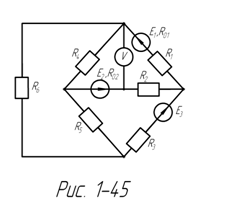 E₁,R₀₁
R₄
V
R₁
E₂,R₀₂
R₂
R₆
E₃
R₅
R₃
Рис. 1-45